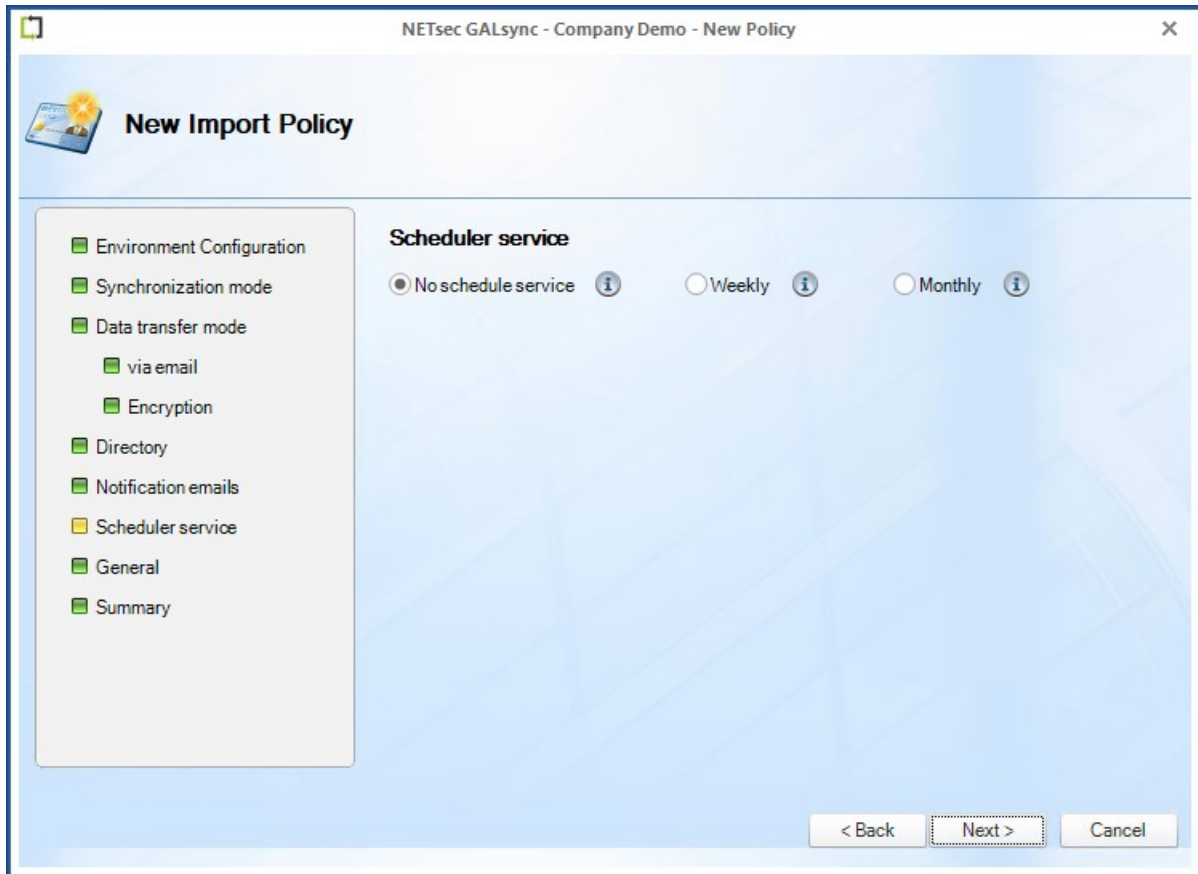 NETsec GALsync - Company Demo - New Policy
New Import Policy
Environment Configuration
Synchronization mode
Data transfer mode
via email
Encryption
Directory
Notification emails
Scheduler service
General
Summary
Scheduler service
No schedule service
Weekly
Monthly
< Back
Next >
Cancel